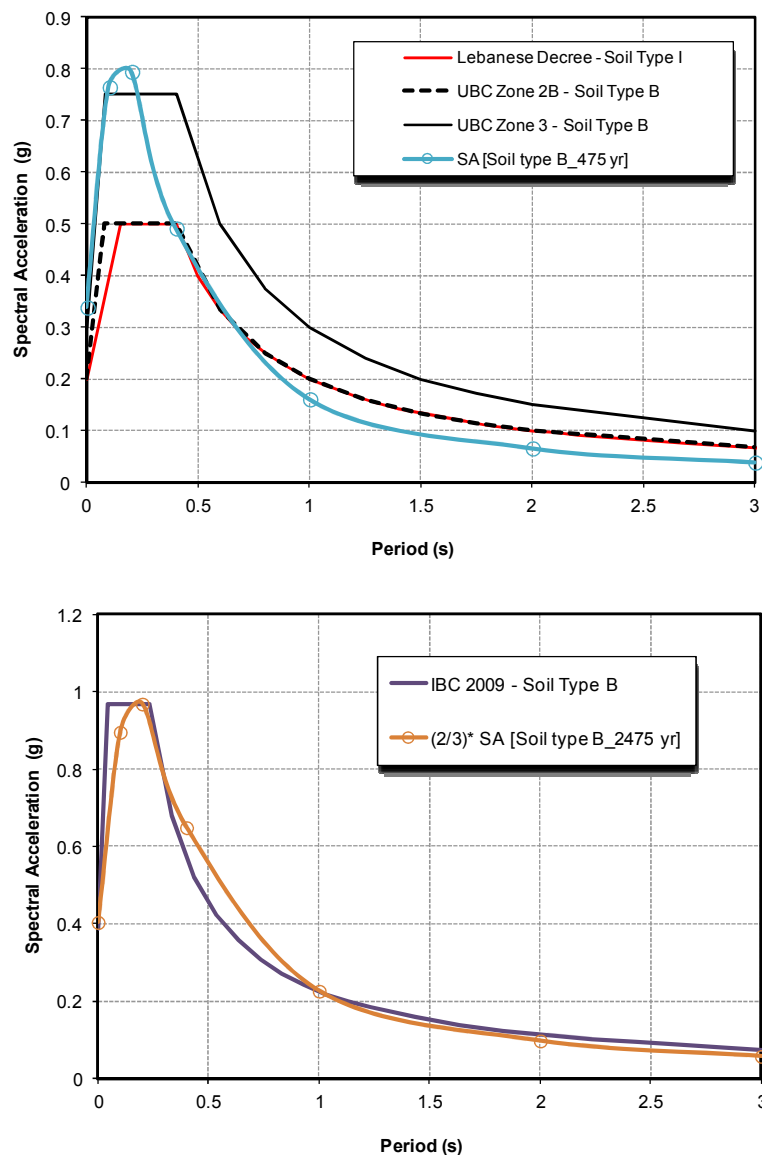 0.9
0.8
0.7
0.6
0.5
0.4
0.3
0.2
0.1
0
Spectral Acceleration (g)
Lebanese Decree - Soil Type I
UBC Zone 2B - Soil Type B
UBC Zone 3 - Soil Type B
SA [Soil type B_475 yr]
0 0.5 1 1.5 2 2.5 3
Period (s)
1.2
1
0.8
0.6
0.4
0.2
0
Spectral Acceleration (g)
IBC 2009 - Soil Type B
(2/3)* SA [Soil type B_2475 yr]
0 0.5 1 1.5 2 2.5 3
Period (s)